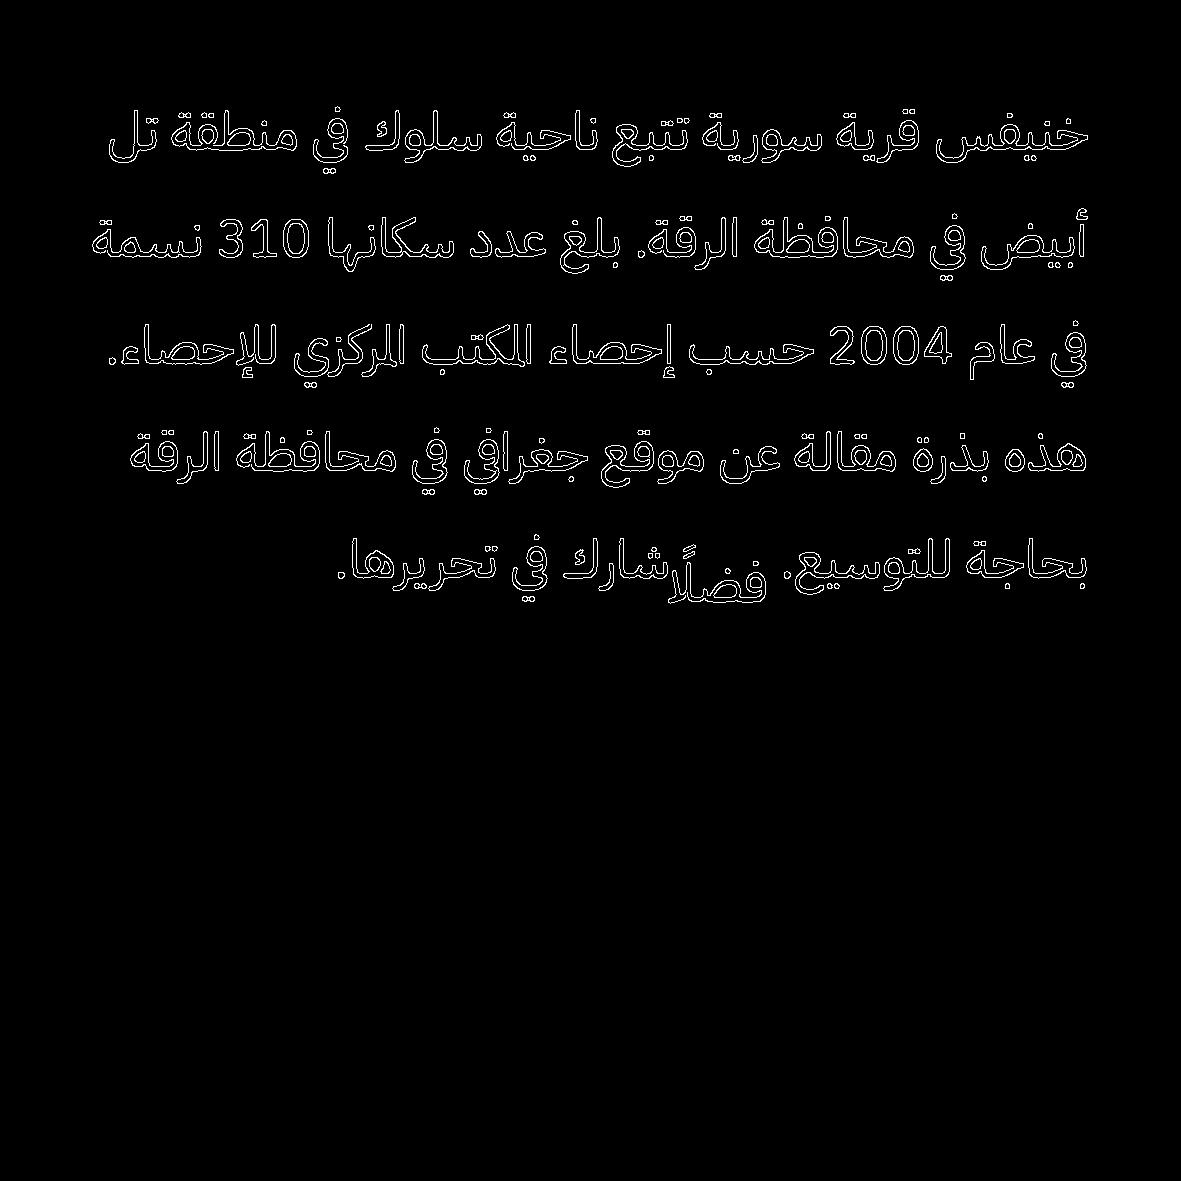 خنيفس قرية سورية تتبع ناحية سلوك في منطقة تل
أبيض في محافظة الرقة. بلغ عدد سكانها 310 نسمة
في عام 2004 حسب إحصاء المكتب المركزي للإحصاء.
هذه بذرة مقالة عن موقع جغرافي في محافظة الرقة
بحاجة للتوسيع. فضلًا شارك في تحريرها.